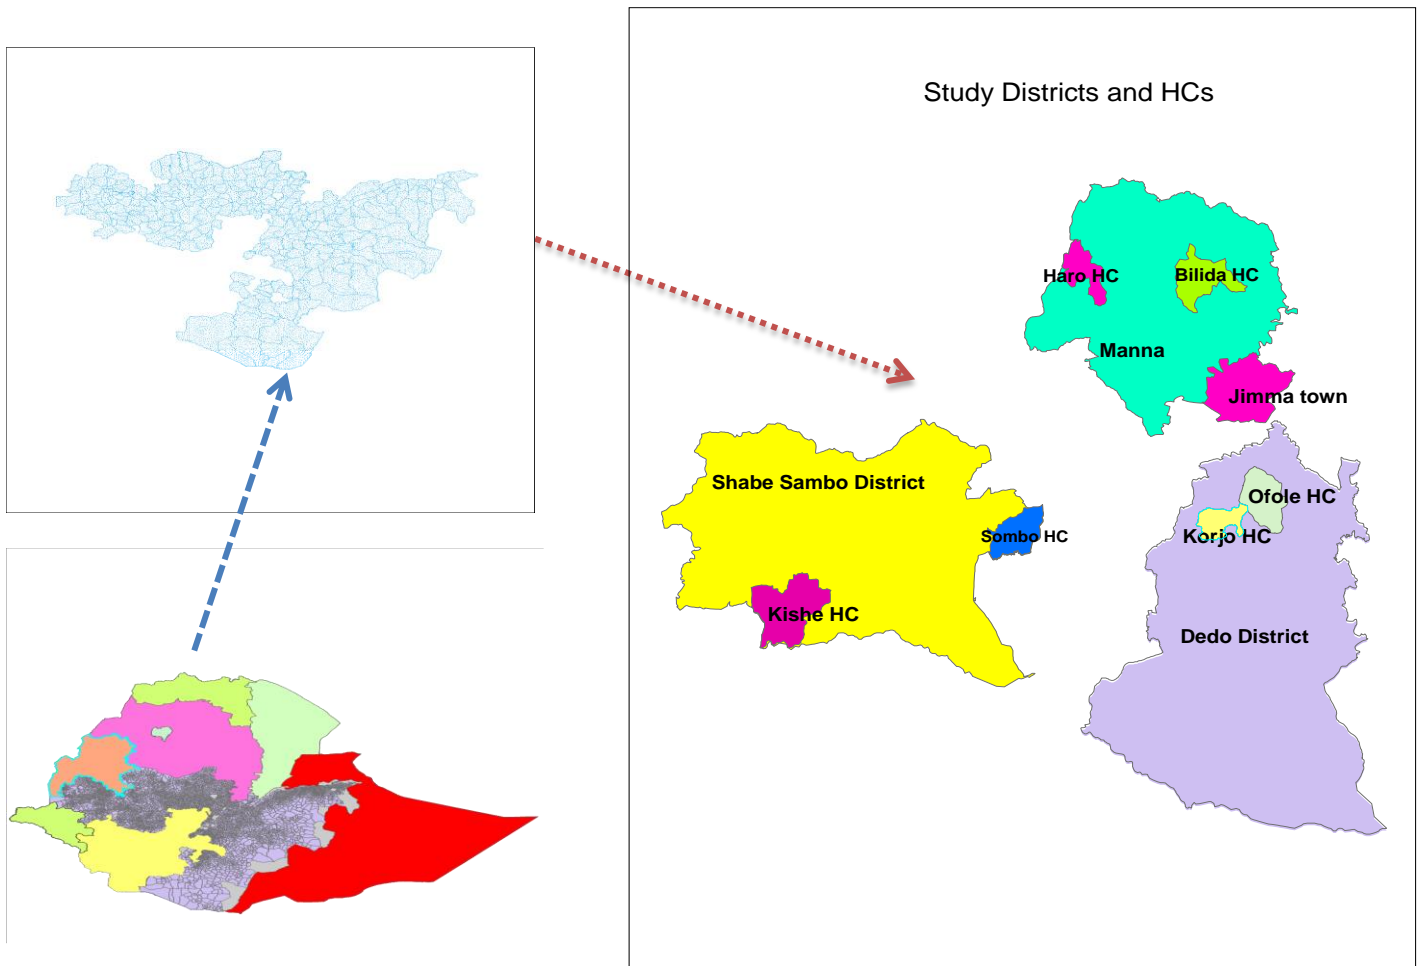 Study Districts and HCs
Haro HC
Bilida HC
Manna
Jimma town
Shabe Sambo District
Ofole HC
Sombo HC
Korjo HC
Kishe HC
Dedo District